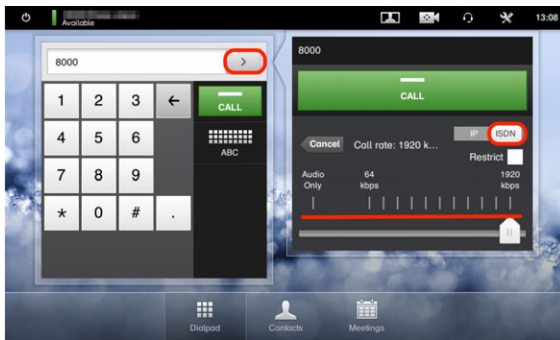 Available
13:08
8000
1 2 3
CALL
4 5 6
ABC
7 8 9
* 0 # .
8000
CALL
IP ISDN
Cancel Call rate: 1920 k...
Restrict
Audio Only
64 kbps
1920 kbps
Dialpad Contacts Meetings